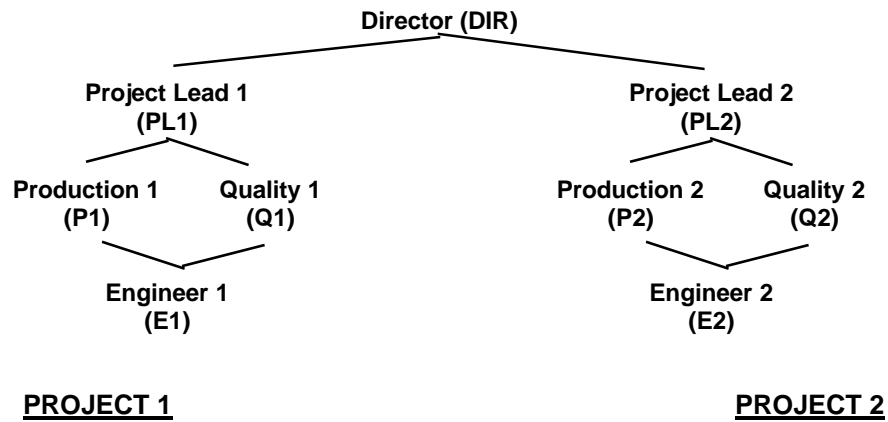 Director (DIR)
Project Lead 1
(PL1)
Project Lead 2
(PL2)
Production 1
(P1)
Quality 1
(Q1)
Production 2
(P2)
Quality 2
(Q2)
Engineer 1
(E1)
Engineer 2
(E2)
PROJECT 1
PROJECT 2